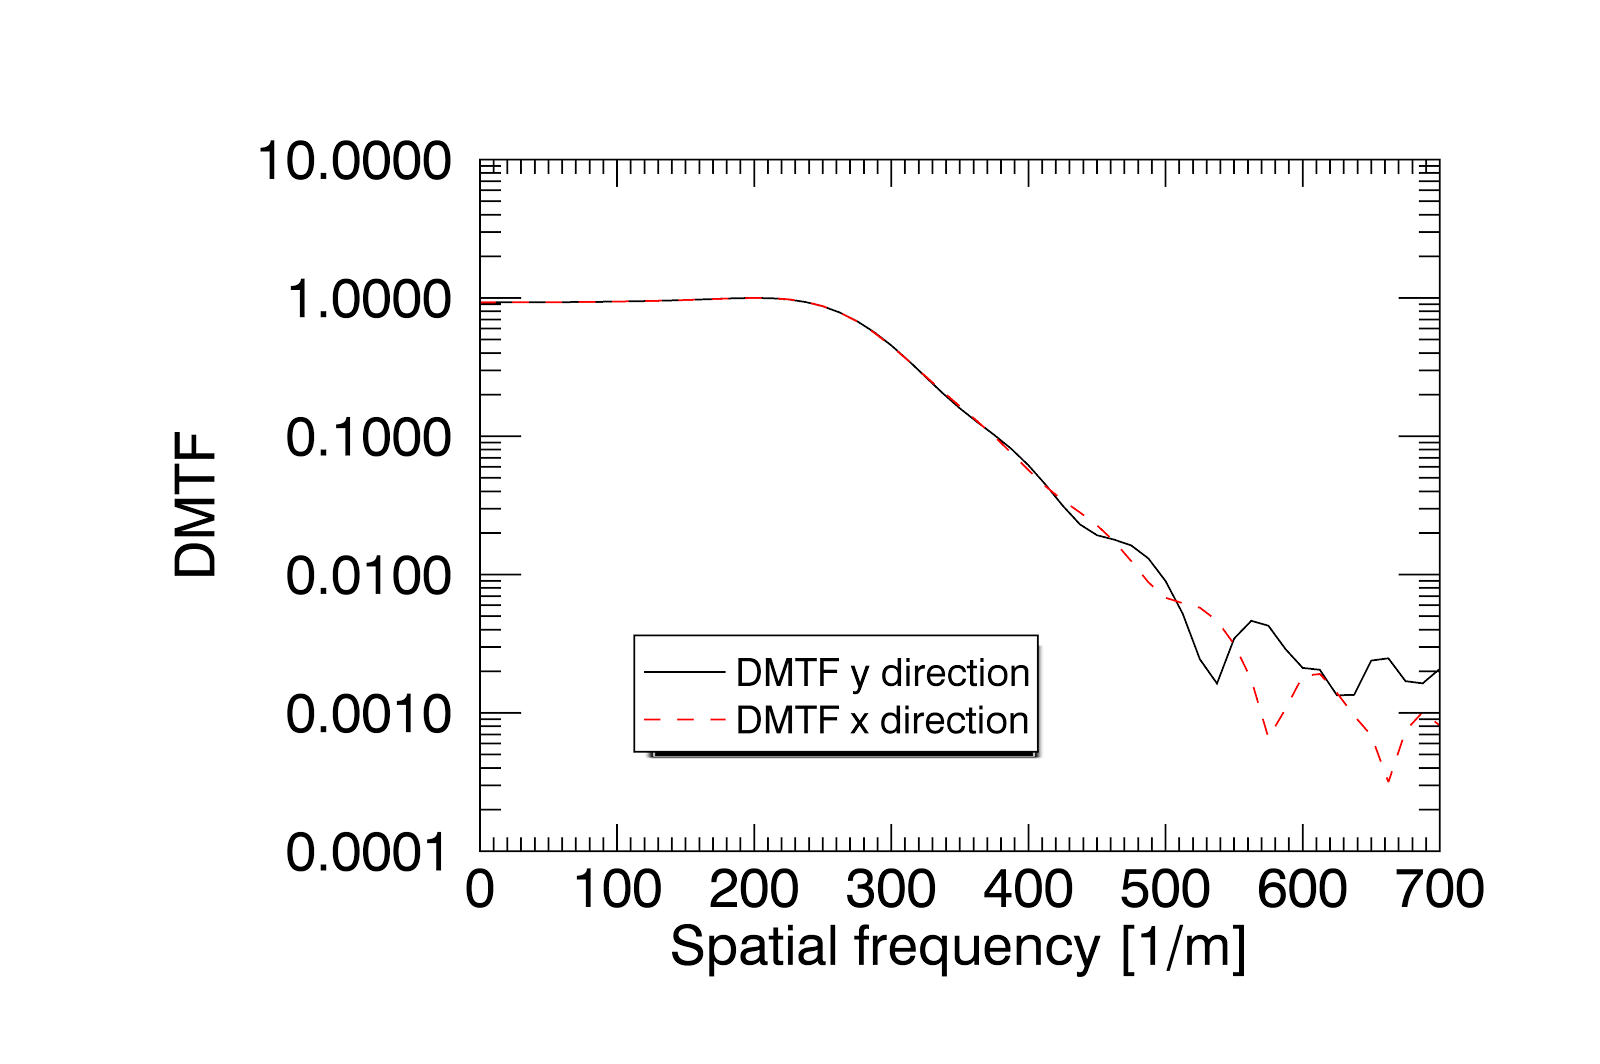 10.0000
1.0000
0.1000
0.0100
0.0010
0.0001
DMTF
DMTF y direction
DMTF x direction
0 100 200 300 400 500 600 700
Spatial frequency [1/m]